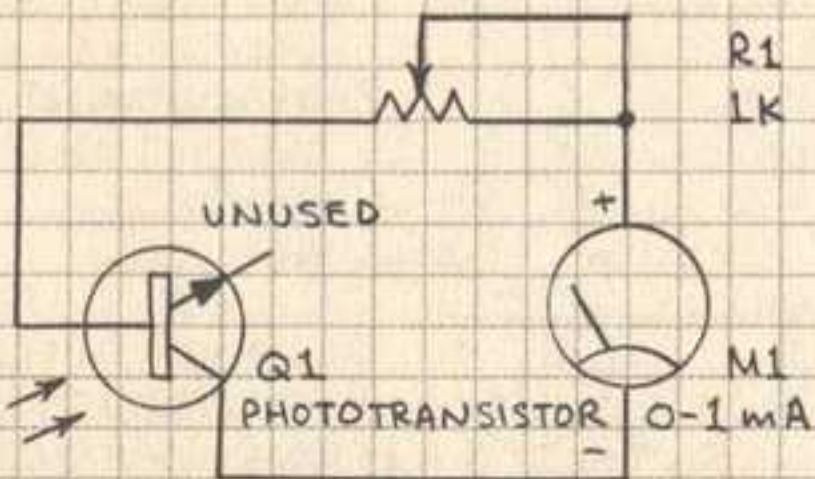 R1
1K
UNUSED
+
Q1
PHOTOTRANSISTOR
M1
0-1 mA
-